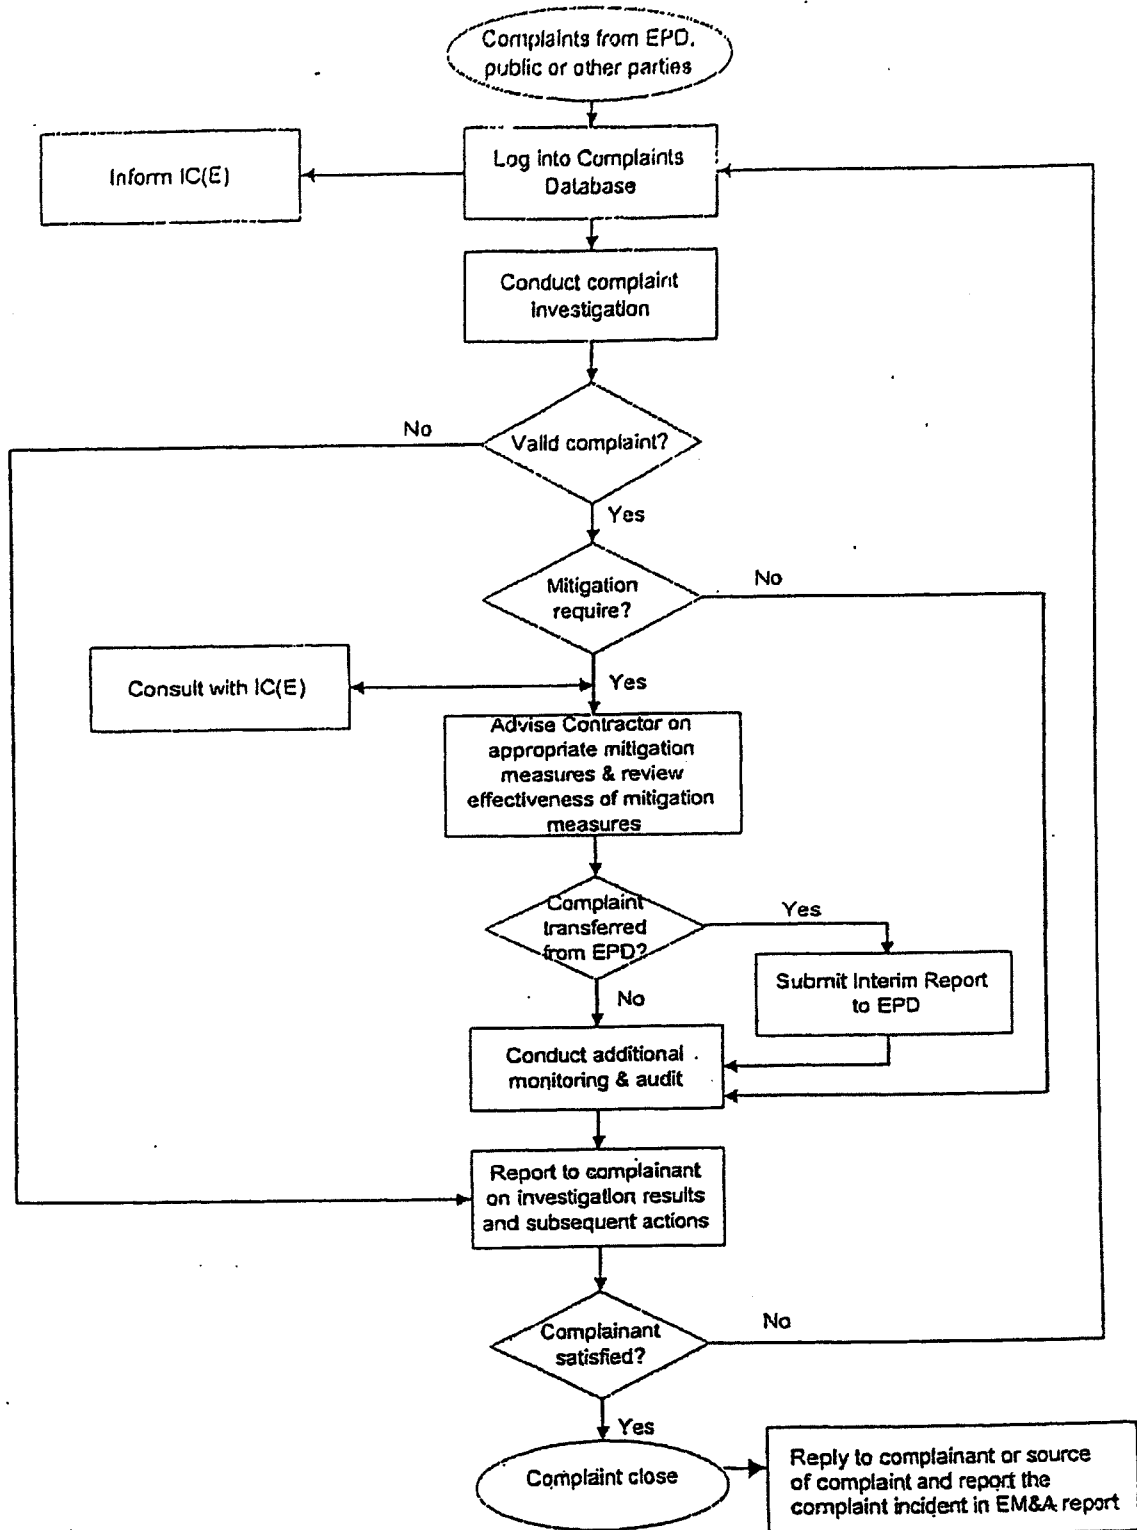 Complaints from EPD,
public or other parties
Inform IC(E)
Log into Complaints
Database
Conduct complaint
investigation
No
Valid complaint?
Yes
Mitigation
require?
No
Consult with IC(E)
Yes
Advise Contractor on
appropriate mitigation
measures & review
effectiveness of mitigation
measures
Complaint
transferred
from EPD?
Yes
Submit Interim Report
to EPD
No
Conduct additional
monitoring & audit
Report to complainant
on investigation results
and subsequent actions
Complainant
satisfied?
No
Yes
Complaint close
Reply to complainant or source
of complaint and report the
complaint incident in EM&A report